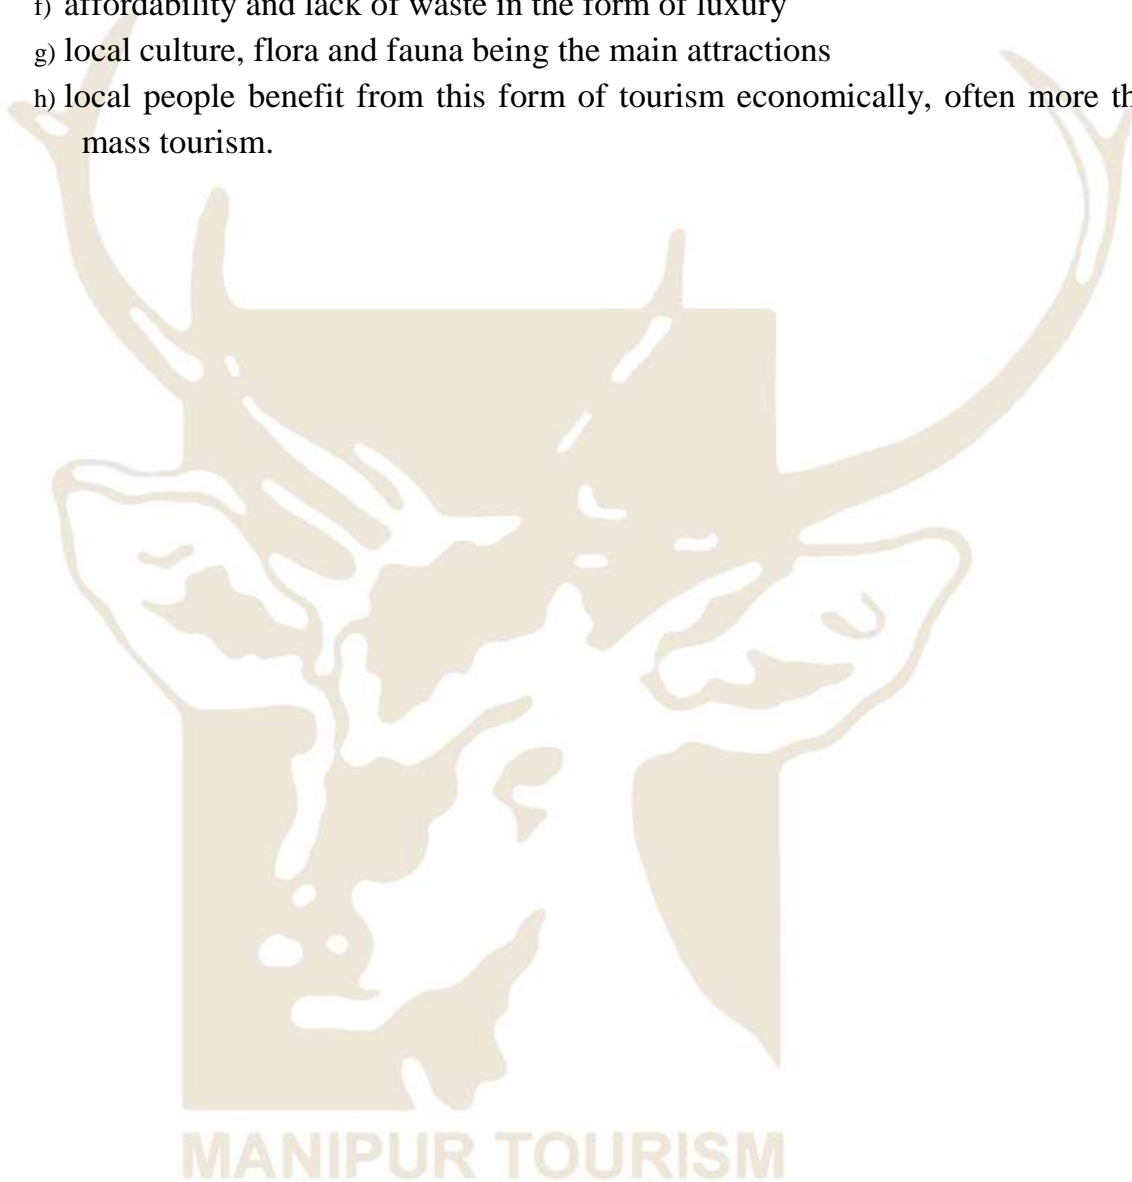 f) affordability and lack of waste in the form of luxury
g) local culture, flora and fauna being the main attractions
h) local people benefit from this form of tourism economically, often more
mass tourism.
MANIPUR TOURISM